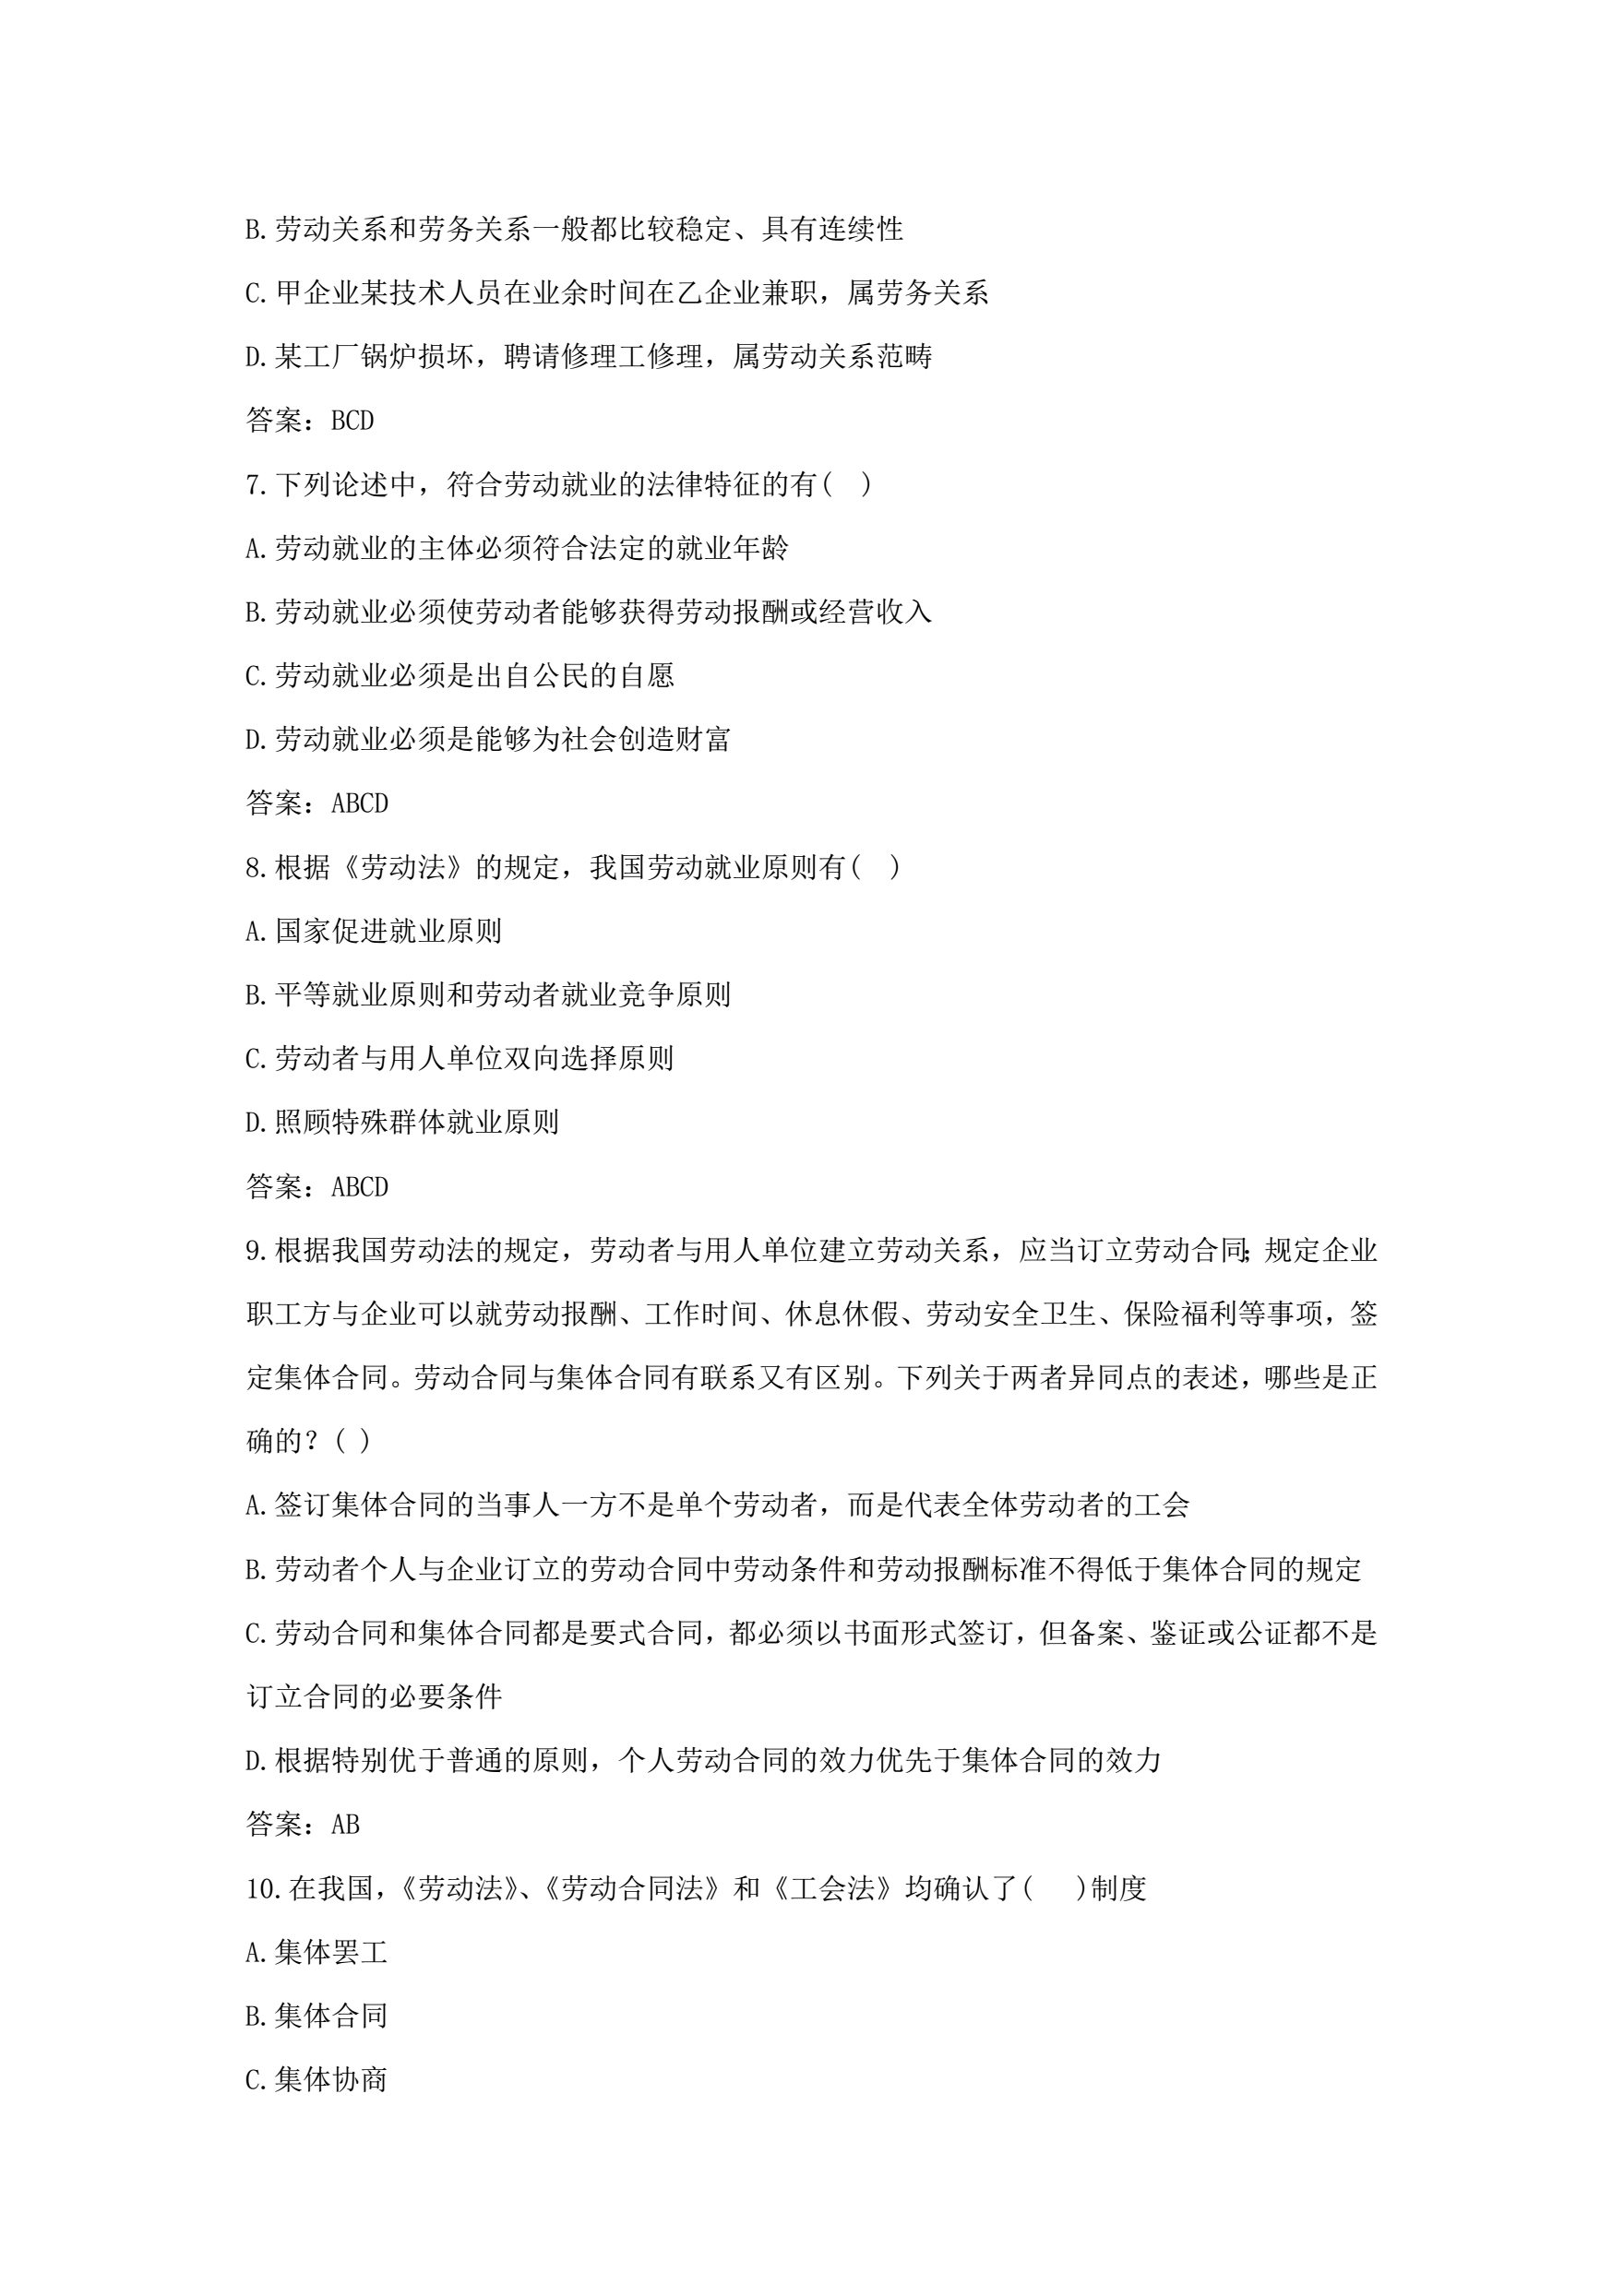 B.劳动关系和劳务关系一般都比较稳定、具有连续性
C.甲企业某技术人员在业余时间在乙企业兼职，属劳务关系
D.某工厂锅炉损坏，聘请修理工修理，属劳动关系范畴
答案：BCD
7.下列论述中，符合劳动就业的法律特征的有(　)
A.劳动就业的主体必须符合法定的就业年龄
B.劳动就业必须使劳动者能够获得劳动报酬或经营收入
C.劳动就业必须是出自公民的自愿
D.劳动就业必须是能够为社会创造财富
答案：ABCD
8.根据《劳动法》的规定，我国劳动就业原则有(　)
A.国家促进就业原则
B.平等就业原则和劳动者就业竞争原则
C.劳动者与用人单位双向选择原则
D.照顾特殊群体就业原则
答案：ABCD
9.根据我国劳动法的规定，劳动者与用人单位建立劳动关系，应当订立劳动合同；规定企业
职工方与企业可以就劳动报酬、工作时间、休息休假、劳动安全卫生、保险福利等事项，签
定集体合同。劳动合同与集体合同有联系又有区别。下列关于两者异同点的表述，哪些是正
确的？( )
A.签订集体合同的当事人一方不是单个劳动者，而是代表全体劳动者的工会
B.劳动者个人与企业订立的劳动合同中劳动条件和劳动报酬标准不得低于集体合同的规定
C.劳动合同和集体合同都是要式合同，都必须以书面形式签订，但备案、鉴证或公证都不是
订立合同的必要条件
D.根据特别优于普通的原则，个人劳动合同的效力优先于集体合同的效力
答案：AB
10.在我国，《劳动法》、《劳动合同法》和《工会法》均确认了(　 )制度
A.集体罢工
B.集体合同
C.集体协商